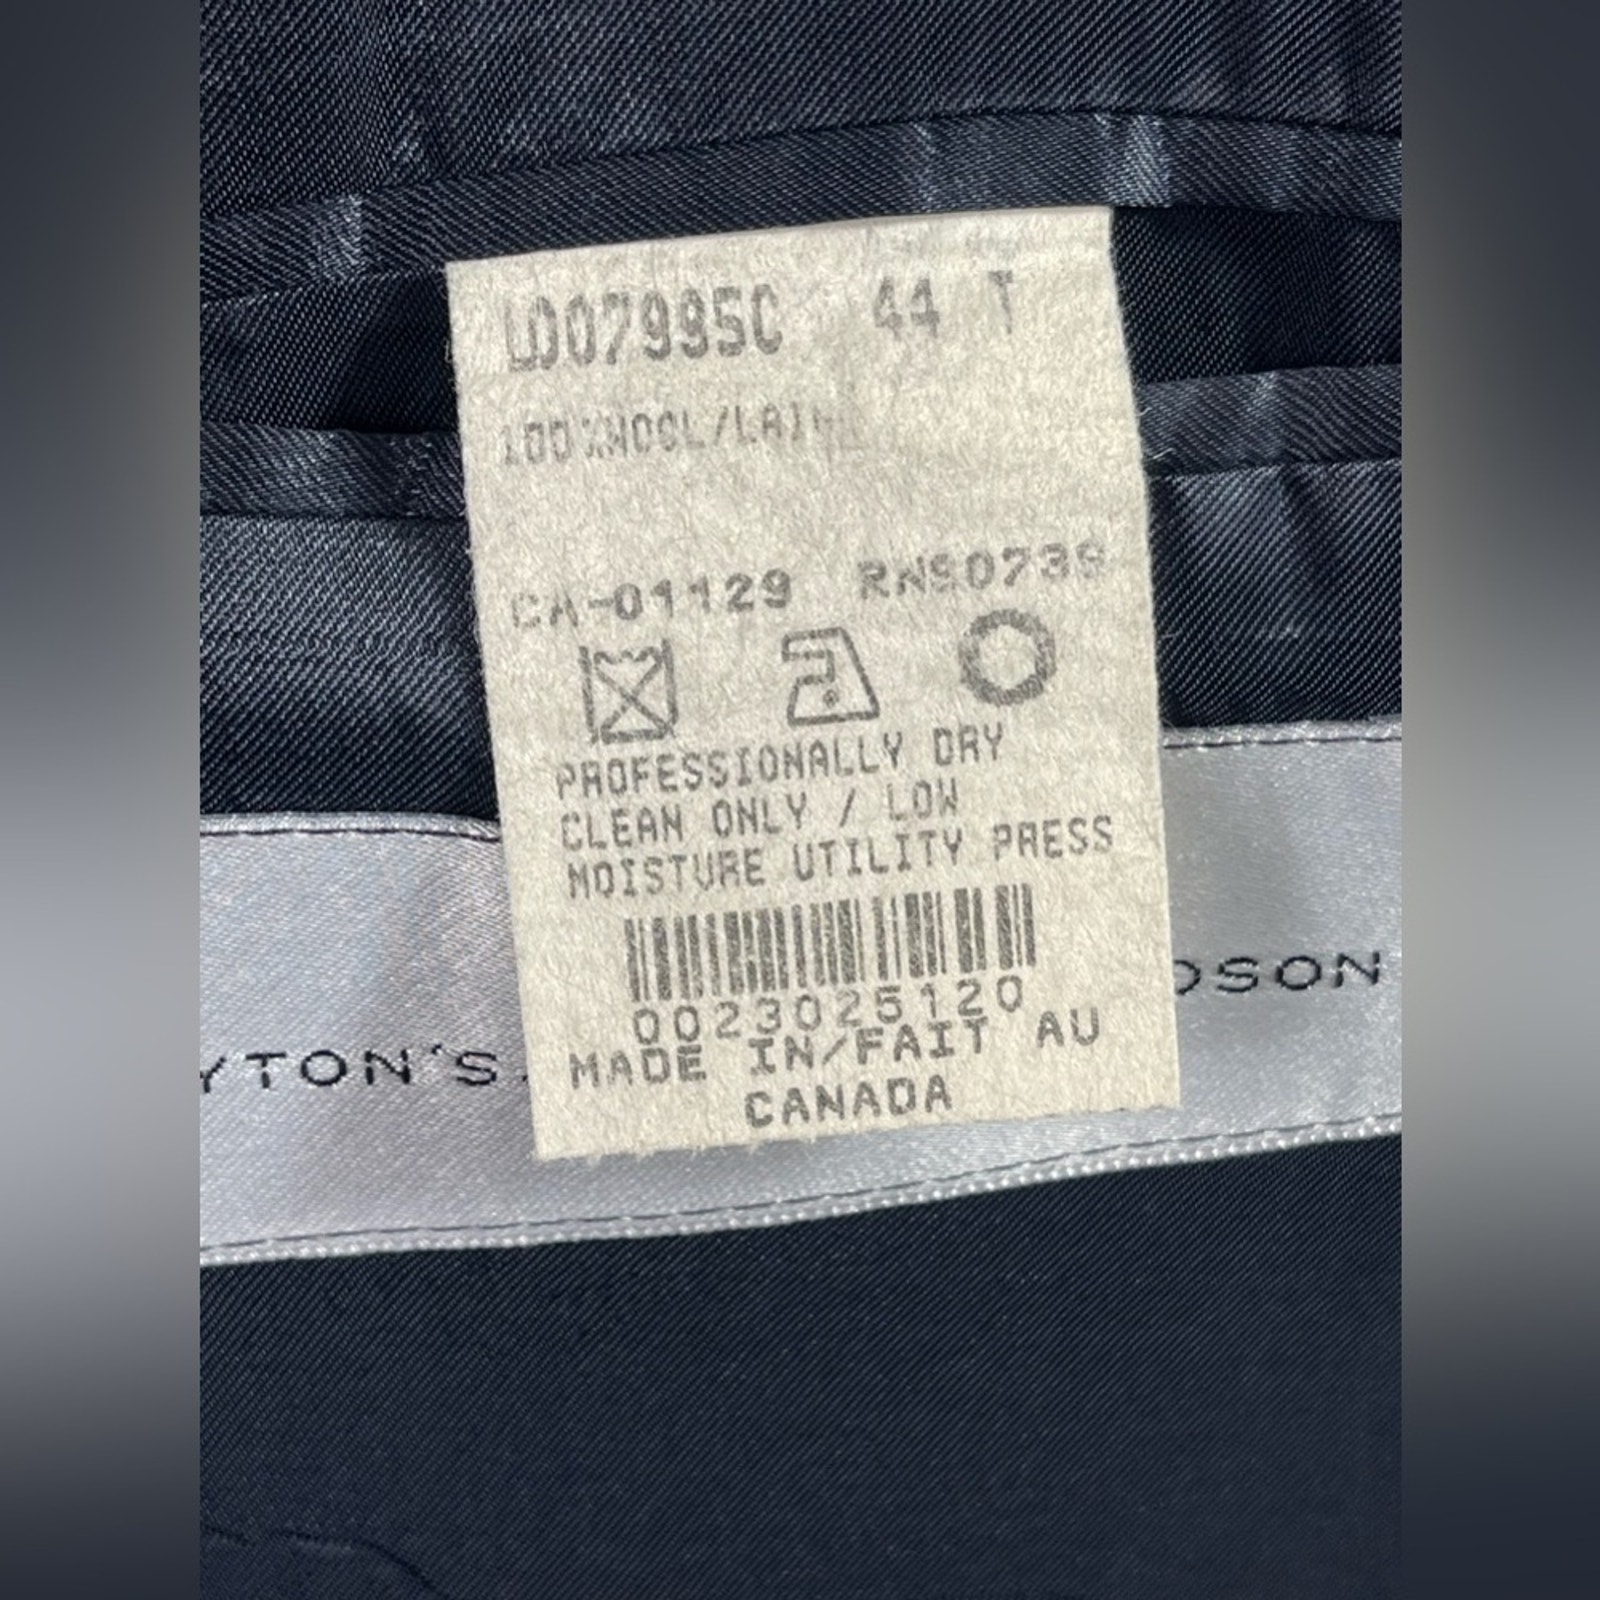 LD07995C 44 T
100%WOOL/LAINE
CA-01129 RN90739
PROFESSIONALLY DRY
CLEAN ONLY / LOW
MOISTURE UTILITY PRESS
0023025120
MADE IN/FAIT AU
CANADA
YTON'S
DSON